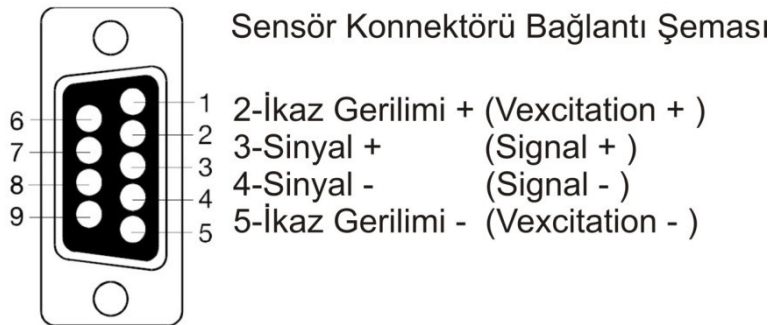 Sensör Konnektörü Bağlantı Şeması
1
2
3
4
5
6
7
8
9
2-İkaz Gerilimi + (Vexcitation + )
3-Sinyal + (Signal + )
4-Sinyal - (Signal - )
5-İkaz Gerilimi - (Vexcitation - )